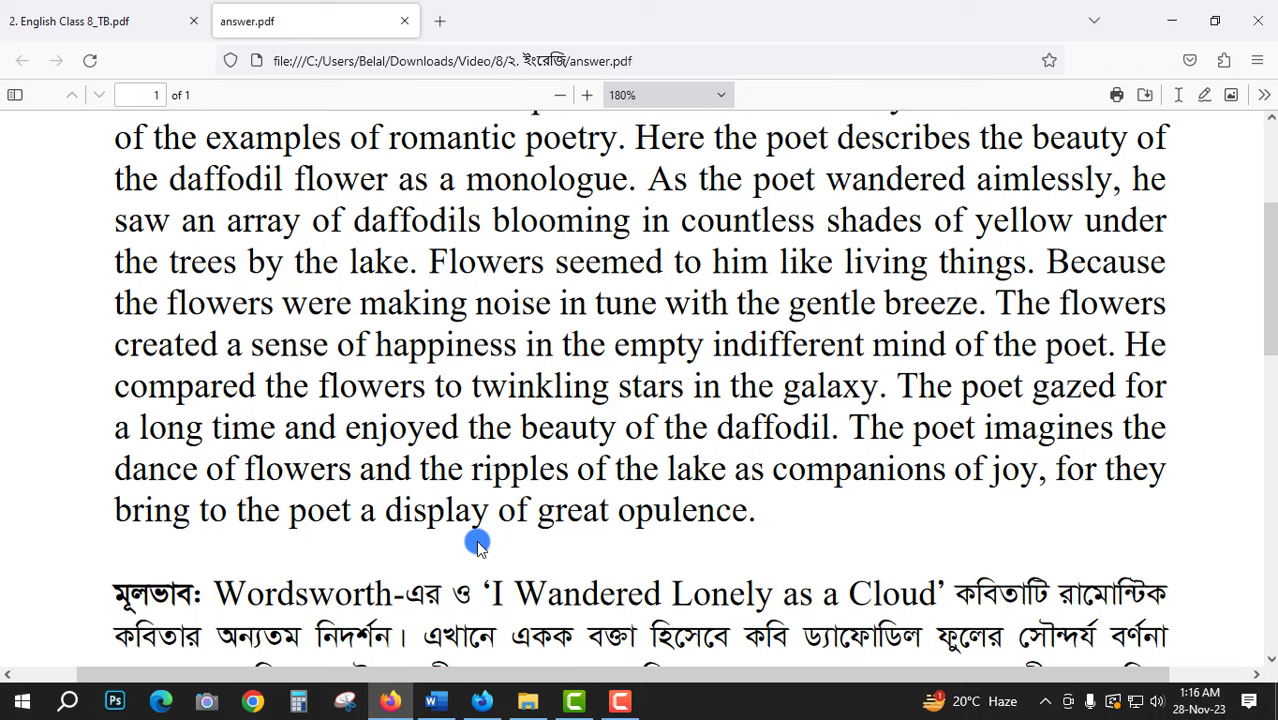 2. English Class 8_TB.pdf
answer.pdf
file:///C:/Users/Belal/Downloads/Video/8/২. ইংরেজি/answer.pdf
1 of 1
180%
of the examples of romantic poetry. Here the poet describes the beauty of
the daffodil flower as a monologue. As the poet wandered aimlessly, he
saw an array of daffodils blooming in countless shades of yellow under
the trees by the lake. Flowers seemed to him like living things. Because
the flowers were making noise in tune with the gentle breeze. The flowers
created a sense of happiness in the empty indifferent mind of the poet. He
compared the flowers to twinkling stars in the galaxy. The poet gazed for
a long time and enjoyed the beauty of the daffodil. The poet imagines the
dance of flowers and the ripples of the lake as companions of joy, for they
bring to the poet a display of great opulence.
মূলভাব: Wordsworth-এর ও ‘I Wandered Lonely as a Cloud’ কবিতাটি রামোন্টিক
কবিতার অন্যতম নিদর্শন। এখানে একক বক্তা হিসেবে কবি ড্যাফোডিল ফুলের সৌন্দর্য বর্ণনা
Ps
1
20°C Haze
1:16 AM
28-Nov-23